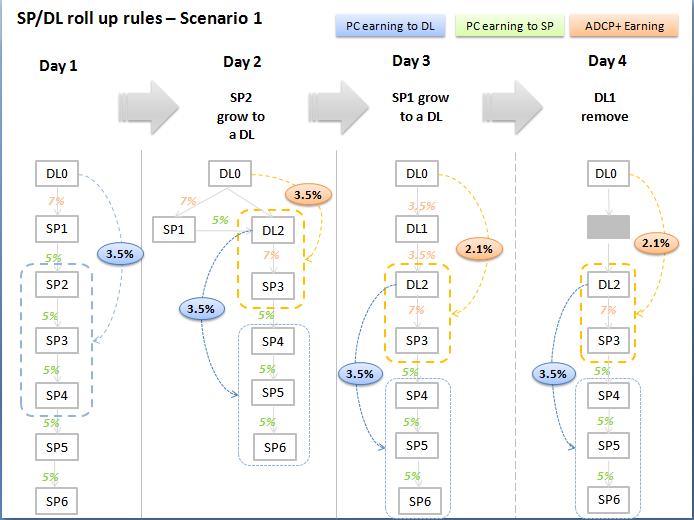 SP/DL roll up rules – Scenario 1
PC earning to DL
PC earning to SP
ADCP+ Earning
Day 1
DL0
7%
SP1
5%
3.5%
SP2
5%
SP3
5%
SP4
5%
SP5
5%
SP6
Day 2
SP2
grow to
a DL
DL0
7%
3.5%
SP1
5%
DL2
7%
SP3
3.5%
5%
SP4
5%
SP5
5%
SP6
Day 3
SP1 grow
to a DL
DL0
3.5%
DL1
2.1%
3.5%
DL2
7%
SP3
3.5%
5%
SP4
5%
SP5
5%
SP6
Day 4
DL1
remove
DL0
2.1%
DL2
7%
SP3
3.5%
5%
SP4
5%
SP5
5%
SP6